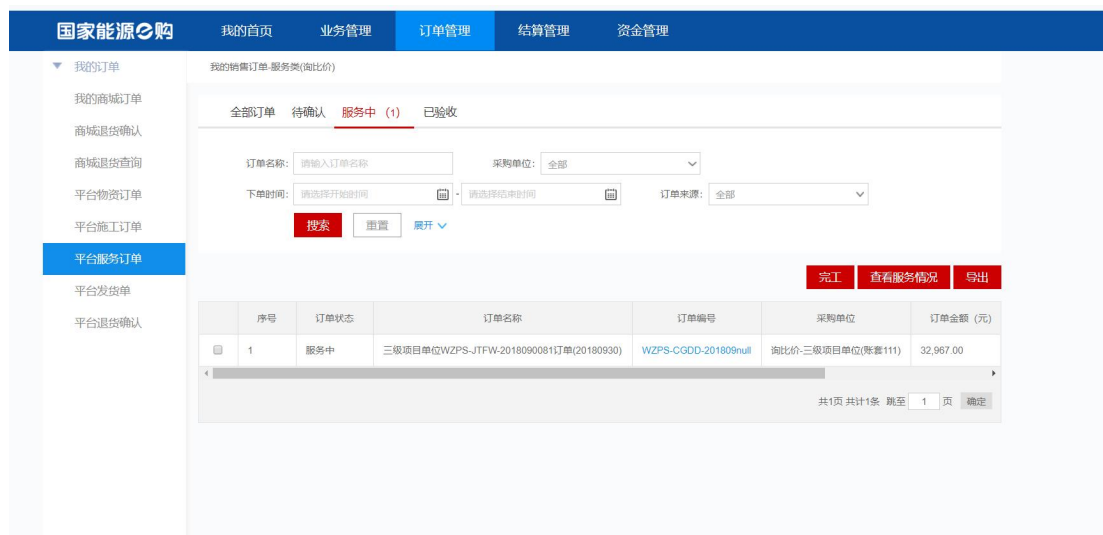 国家能源e购 我的首页 业务管理 订单管理 结算管理 资金管理
我的订单
我的商城订单
商城退货确认
商城退货查询
平台物资订单
平台施工订单
平台服务订单
平台发货单
平台退货确认
我的销售订单-服务类(询比价)
全部订单 待确认 服务中 (1) 已验收
订单名称: 请输入订单名称 采购单位: 全部
下单时间: 请选择开始时间 - 请选择结束时间 订单来源: 全部
搜索 重置 展开
完工 查看服务情况 导出
序号 订单状态 订单名称 订单编号 采购单位 订单金额 (元)
1 服务中 三级项目单位WZPS-JTFW-2018090081订单(20180930) WZPS-CGDD-201809null 询比价-三级项目单位(账套111) 32,967.00
共1页 共计1条 跳至 1 页 确定